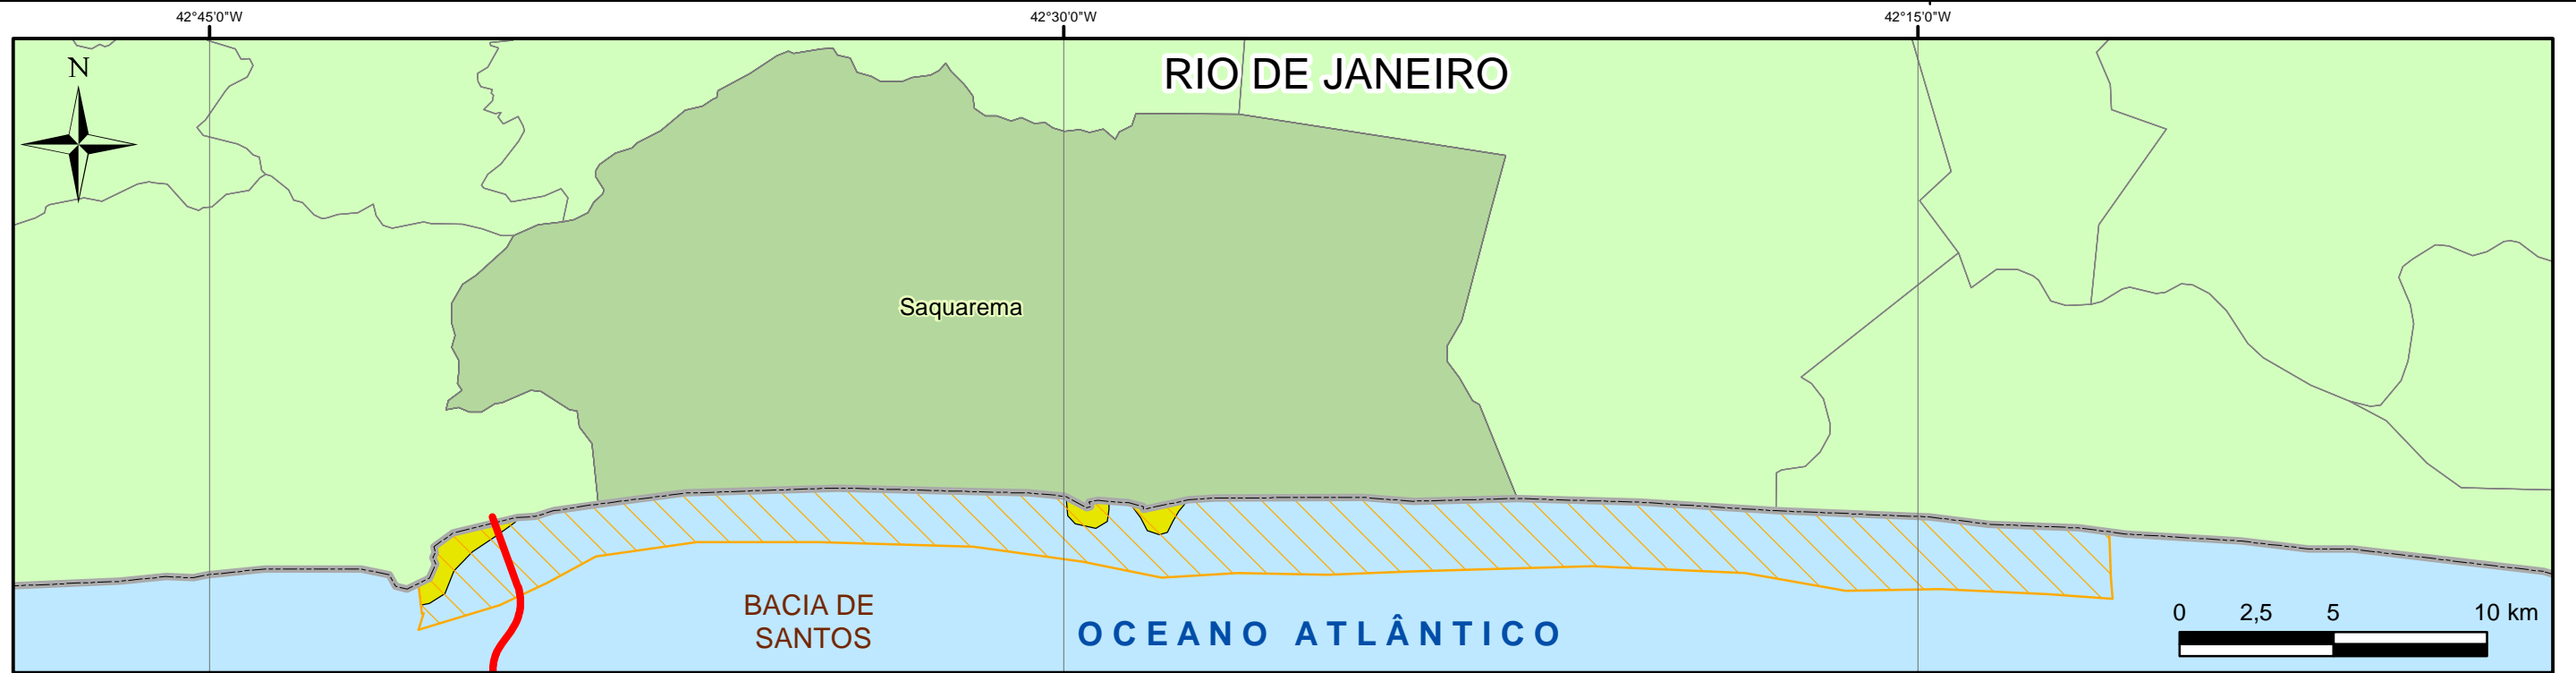 42°45'0"W
42°30'0"W
42°15'0"W
N
RIO DE JANEIRO
Saquarema
BACIA DE
SANTOS
OCEANO ATLÂNTICO
0 2,5 5 10 km